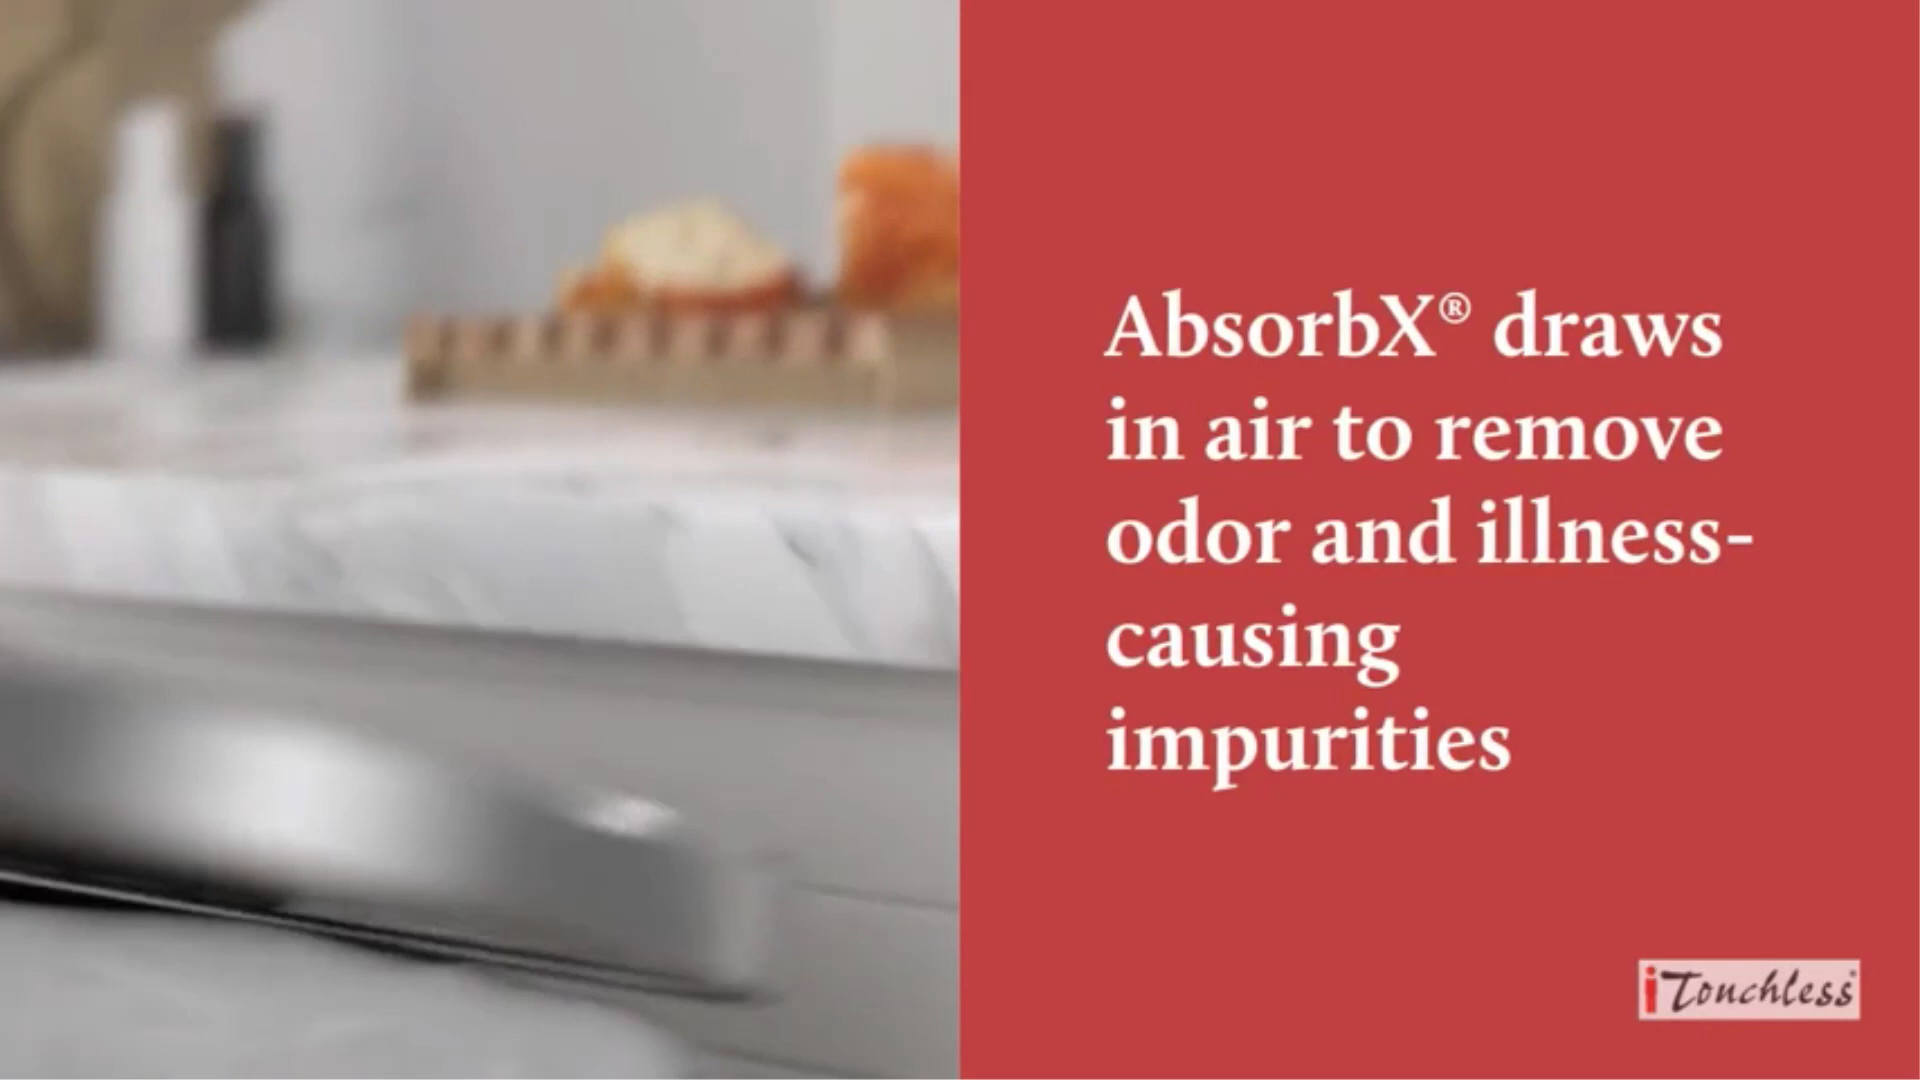 AbsorbX® draws
in air to remove
odor and illness-
causing
impurities
iTouchless®